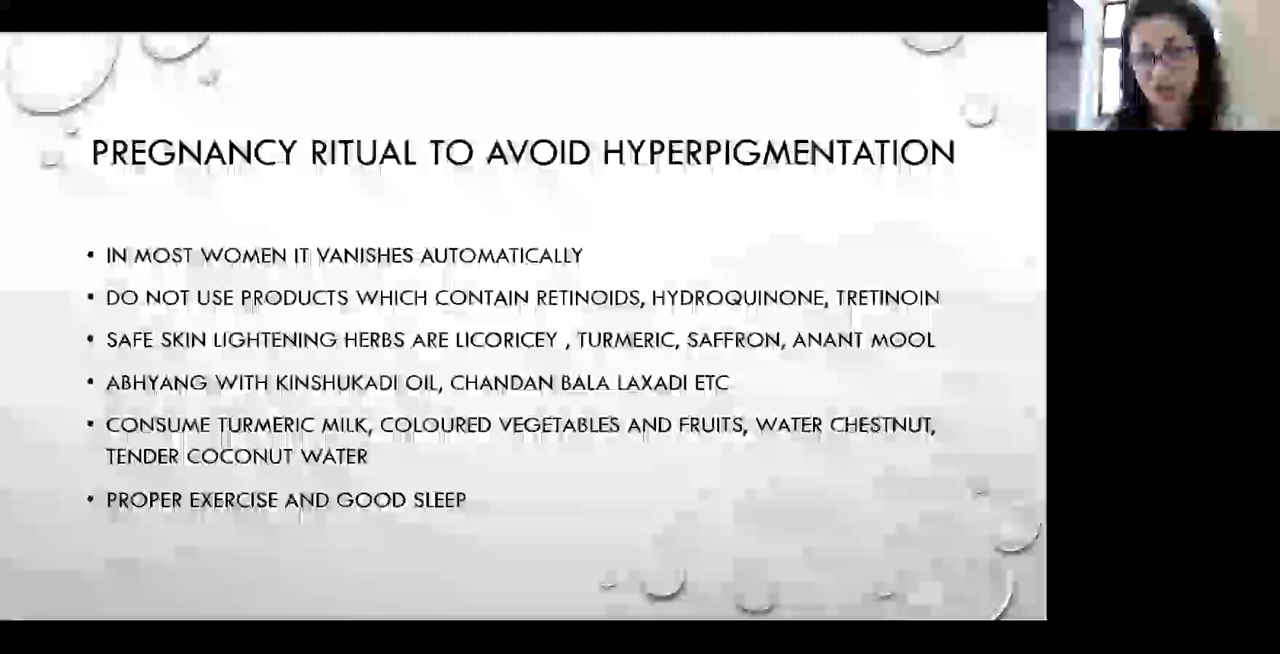 PREGNANCY RITUAL TO AVOID HYPERPIGMENTATION
• IN MOST WOMEN IT VANISHES AUTOMATICALLY
• DO NOT USE PRODUCTS WHICH CONTAIN RETINOIDS, HYDROQUINONE, TRETINOIN
• SAFE SKIN LIGHTENING HERBS ARE LICORICEY , TURMERIC, SAFFRON, ANANT MOOL
• ABHYANG WITH KINSHUKADI OIL, CHANDAN BALA LAXADI ETC
• CONSUME TURMERIC MILK, COLOURED VEGETABLES AND FRUITS, WATER CHESTNUT,
TENDER COCONUT WATER
• PROPER EXERCISE AND GOOD SLEEP